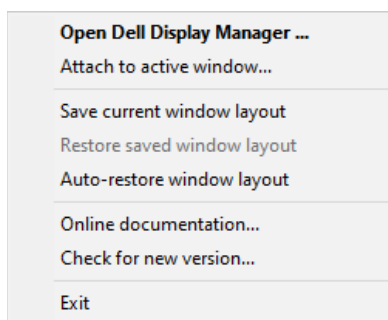 Open Dell Display Manager ...
Attach to active window...
Save current window layout
Restore saved window layout
Auto-restore window layout
Online documentation...
Check for new version...
Exit